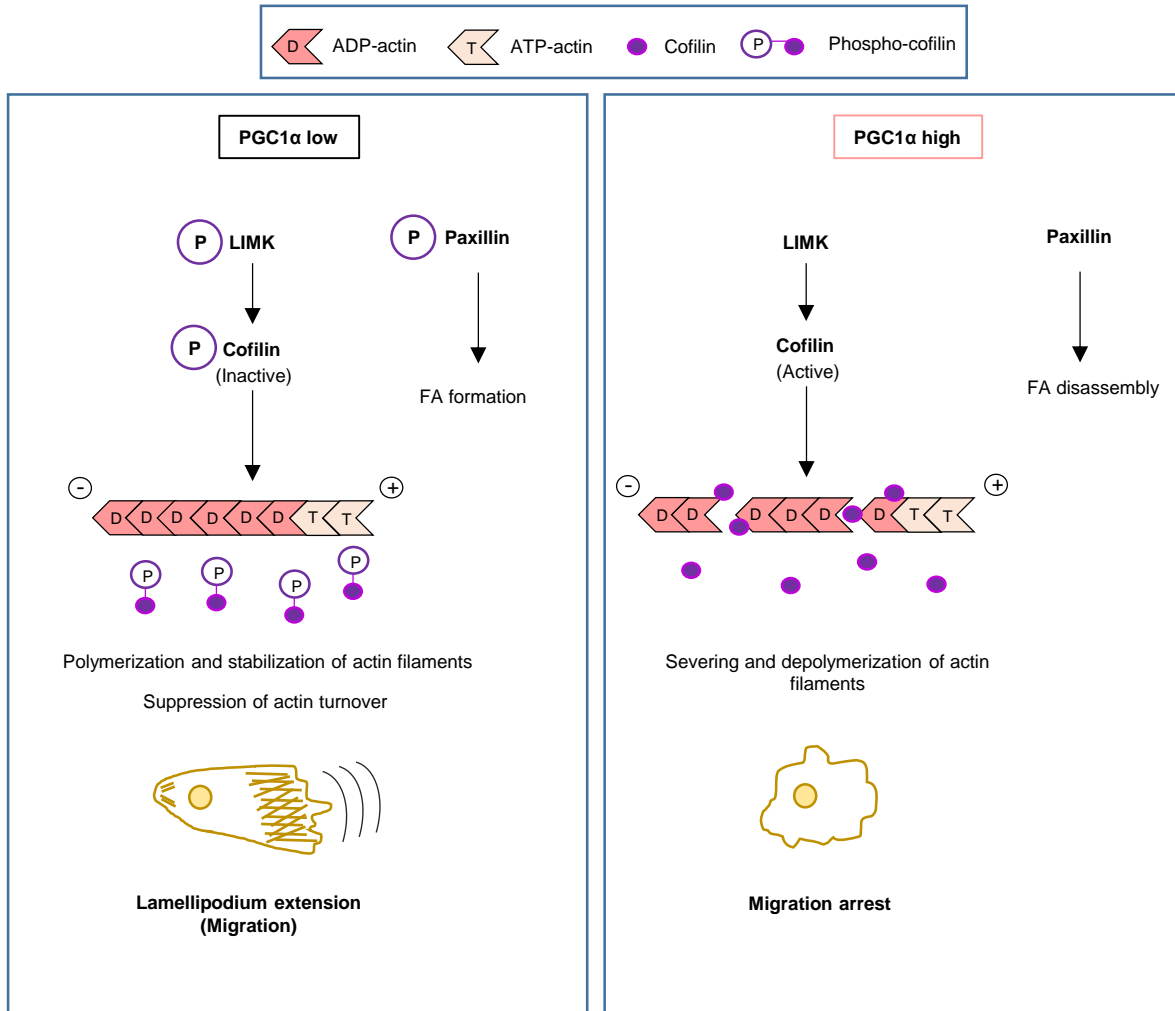 D ADP-actin T ATP-actin Cofilin P Phospho-cofilin
PGC1α low
P LIMK
P Paxillin
P Cofilin
(Inactive)
FA formation
- +
D D D D D D T T
P P P P
Polymerization and stabilization of actin filaments
Suppression of actin turnover
Lamellipodium extension
(Migration)
PGC1α high
LIMK
Paxillin
Cofilin
(Active)
FA disassembly
- +
D D D D D D T T
Severing and depolymerization of actin
filaments
Migration arrest